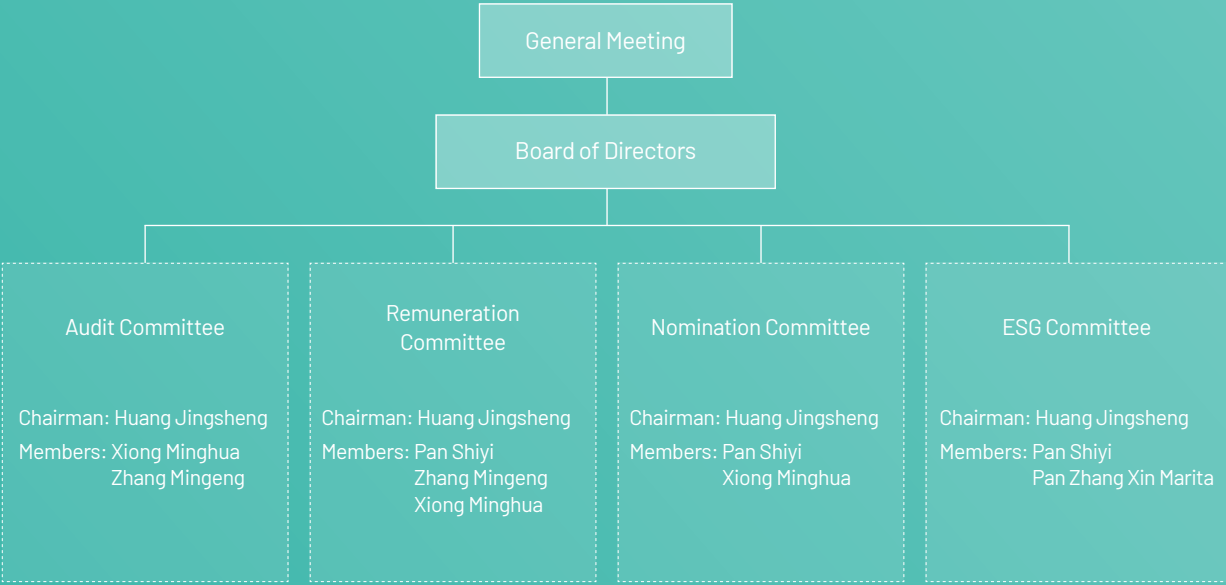 General Meeting
Board of Directors
Audit Committee
Chairman: Huang Jingsheng
Members: Xiong Minghua
Zhang Mingeng
Remuneration
Committee
Chairman: Huang Jingsheng
Members: Pan Shiyi
Zhang Mingeng
Xiong Minghua
Nomination Committee
Chairman: Huang Jingsheng
Members: Pan Shiyi
Xiong Minghua
ESG Committee
Chairman: Huang Jingsheng
Members: Pan Shiyi
Pan Zhang Xin Marita